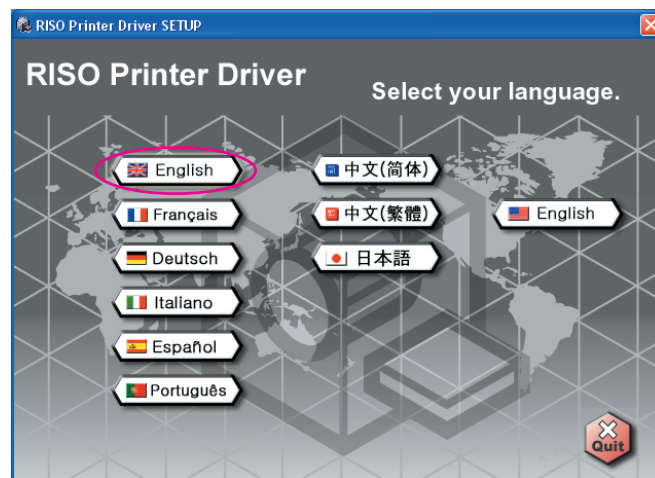 RISO Printer Driver SETUP
RISO Printer Driver
Select your language.
English
Français
Deutsch
Italiano
Español
Português
中文(简体)
中文(繁體)
日本語
English
Quit